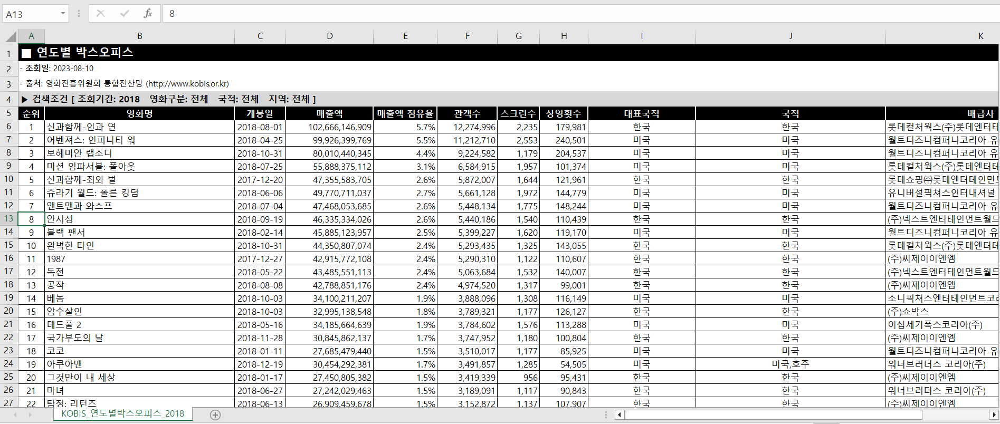 A13 fx 8
A B C D E F G H I J K
1 ■ 연도별 박스오피스
2 - 조회일: 2023-08-10
3 - 출처: 영화진흥위원회 통합전산망 (http://www.kobis.or.kr)
4 ▶ 검색조건 [ 조회기간: 2018 영화구분: 전체 국적: 전체 지역: 전체 ]
5 순위 영화명 개봉일 매출액 매출액 점유율 관객수 스크린수 상영횟수 대표국적 국적 배급사
6 1 신과함께-인과 연 2018-08-01 102,666,146,909 5.7% 12,274,996 2,235 179,981 한국 한국 롯데컬처웍스(주)롯데엔터테
7 2 어벤져스: 인피니티 워 2018-04-25 99,926,399,769 5.5% 11,212,710 2,553 240,501 미국 미국 월트디즈니컴퍼니코리아 유
8 3 보헤미안 랩소디 2018-10-31 80,010,440,345 4.4% 9,224,582 1,179 204,537 미국 미국 월트디즈니컴퍼니코리아 유
9 4 미션 임파서블: 폴아웃 2018-07-25 55,888,375,112 3.1% 6,584,915 1,957 101,374 미국 미국 롯데컬처웍스(주)롯데엔터테
10 5 신과함께-죄와 벌 2017-12-20 47,355,583,705 2.6% 5,872,007 1,644 121,961 한국 한국 롯데쇼핑㈜롯데엔터테인먼트
11 6 쥬라기 월드: 폴른 킹덤 2018-06-06 49,770,711,037 2.7% 5,661,128 1,972 144,779 미국 미국 유니버설픽쳐스인터내셔널
12 7 앤트맨과 와스프 2018-07-04 47,468,053,685 2.6% 5,448,134 1,775 148,244 미국 미국 월트디즈니컴퍼니코리아 유
13 8 안시성 2018-09-19 46,335,334,026 2.6% 5,440,186 1,540 110,439 한국 한국 (주)넥스트엔터테인먼트월드
14 9 블랙 팬서 2018-02-14 45,885,123,957 2.5% 5,399,227 1,620 119,170 미국 미국 월트디즈니컴퍼니코리아 유
15 10 완벽한 타인 2018-10-31 44,350,807,074 2.4% 5,293,435 1,325 143,055 한국 한국 롯데컬처웍스(주)롯데엔터테
16 11 1987 2017-12-27 42,915,772,108 2.4% 5,290,310 1,122 110,607 한국 한국 (주)씨제이이엔엠
17 12 독전 2018-05-22 43,485,551,113 2.4% 5,063,684 1,532 140,007 한국 한국 (주)넥스트엔터테인먼트월드
18 13 공작 2018-08-08 42,788,851,176 2.4% 4,974,520 1,317 99,001 한국 한국 (주)씨제이이엔엠
19 14 베놈 2018-10-03 34,100,211,207 1.9% 3,888,096 1,308 116,149 미국 미국 소니픽쳐스엔터테인먼트코리
20 15 암수살인 2018-10-03 32,995,138,548 1.8% 3,789,321 1,177 126,127 한국 한국 (주)쇼박스
21 16 데드풀 2 2018-05-16 34,185,664,639 1.9% 3,784,602 1,576 113,288 미국 미국 이십세기폭스코리아(주)
22 17 국가부도의 날 2018-11-28 30,845,862,137 1.7% 3,747,952 1,180 100,804 한국 한국 (주)씨제이이엔엠
23 18 코코 2018-01-11 27,685,479,440 1.5% 3,510,017 1,177 85,925 미국 미국 월트디즈니컴퍼니코리아 유
24 19 아쿠아맨 2018-12-19 30,454,292,381 1.7% 3,491,857 1,285 54,505 미국 미국,호주 워너브러더스 코리아(주)
25 20 그것만이 내 세상 2018-01-17 27,450,805,382 1.5% 3,419,339 956 95,431 한국 한국 (주)씨제이이엔엠
26 21 마녀 2018-06-27 27,242,029,463 1.5% 3,189,091 1,117 90,843 한국 한국 워너브러더스 코리아(주)
27 22 탐정: 리턴즈 2018-06-13 26,909,459,678 1.5% 3,152,872 1,137 107,907 한국 한국 (주)씨제이이엔엠
KOBIS_연도별박스오피스_2018